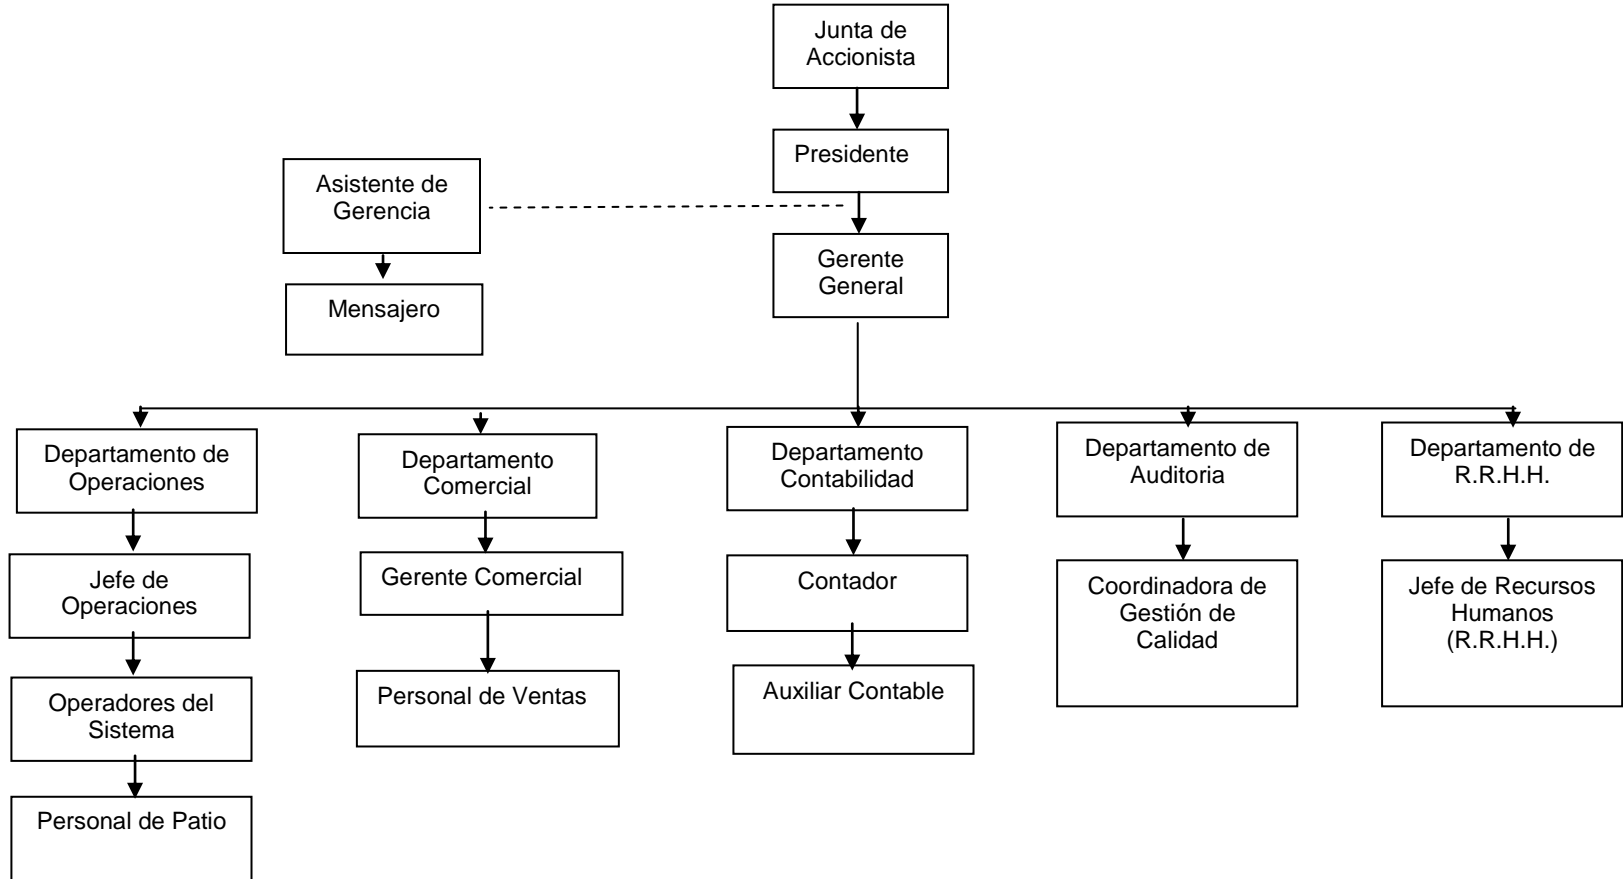 Junta de
Accionista
Presidente
Asistente de
Gerencia
Gerente
General
Mensajero
Departamento de
Operaciones
Departamento
Comercial
Departamento
Contabilidad
Departamento de
Auditoria
Departamento de
R.R.H.H.
Jefe de
Operaciones
Gerente Comercial
Contador
Coordinadora de
Gestión de
Calidad
Jefe de Recursos
Humanos
(R.R.H.H.)
Operadores del
Sistema
Personal de Ventas
Auxiliar Contable
Personal de Patio